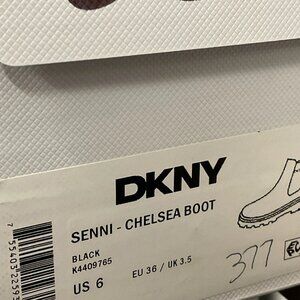 DKNY
SENNI - CHELSEA BOOT
BLACK
K4409765
US 6
EU 36 / UK 3.5
377